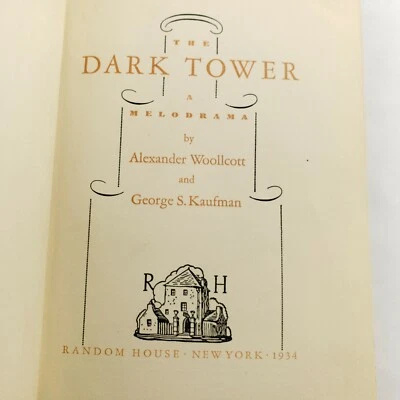 THE
DARK TOWER
A
MELODRAMA
by
Alexander Woollcott
and
George S. Kaufman
R H
RANDOM HOUSE · NEW YORK · 1934